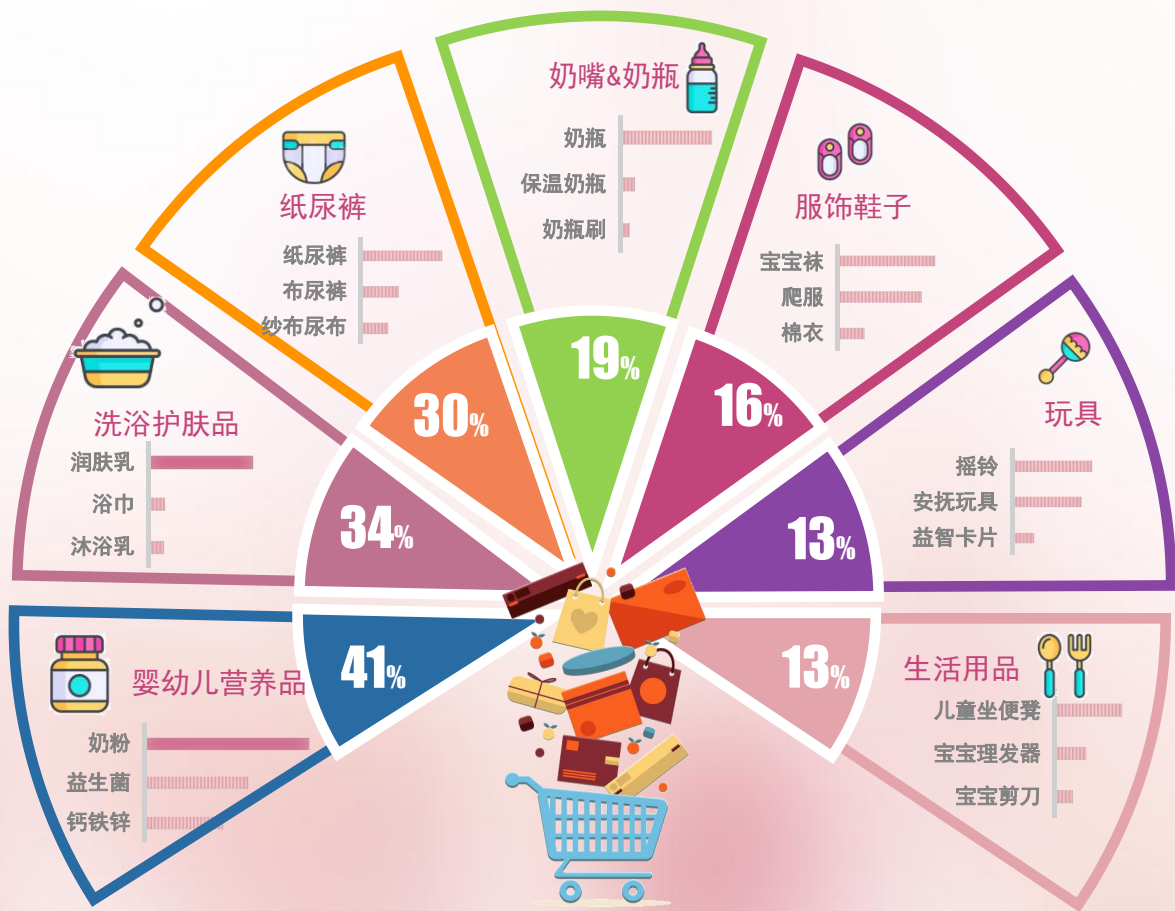 奶嘴&奶瓶
奶瓶
保温奶瓶
奶瓶刷
19%
纸尿裤
纸尿裤
布尿裤
纱布尿布
30%
服饰鞋子
宝宝袜
爬服
棉衣
16%
洗浴护肤品
润肤乳
浴巾
沐浴乳
34%
玩具
摇铃
安抚玩具
益智卡片
13%
婴幼儿营养品
奶粉
益生菌
钙铁锌
41%
生活用品
儿童坐便凳
宝宝理发器
宝宝剪刀
13%